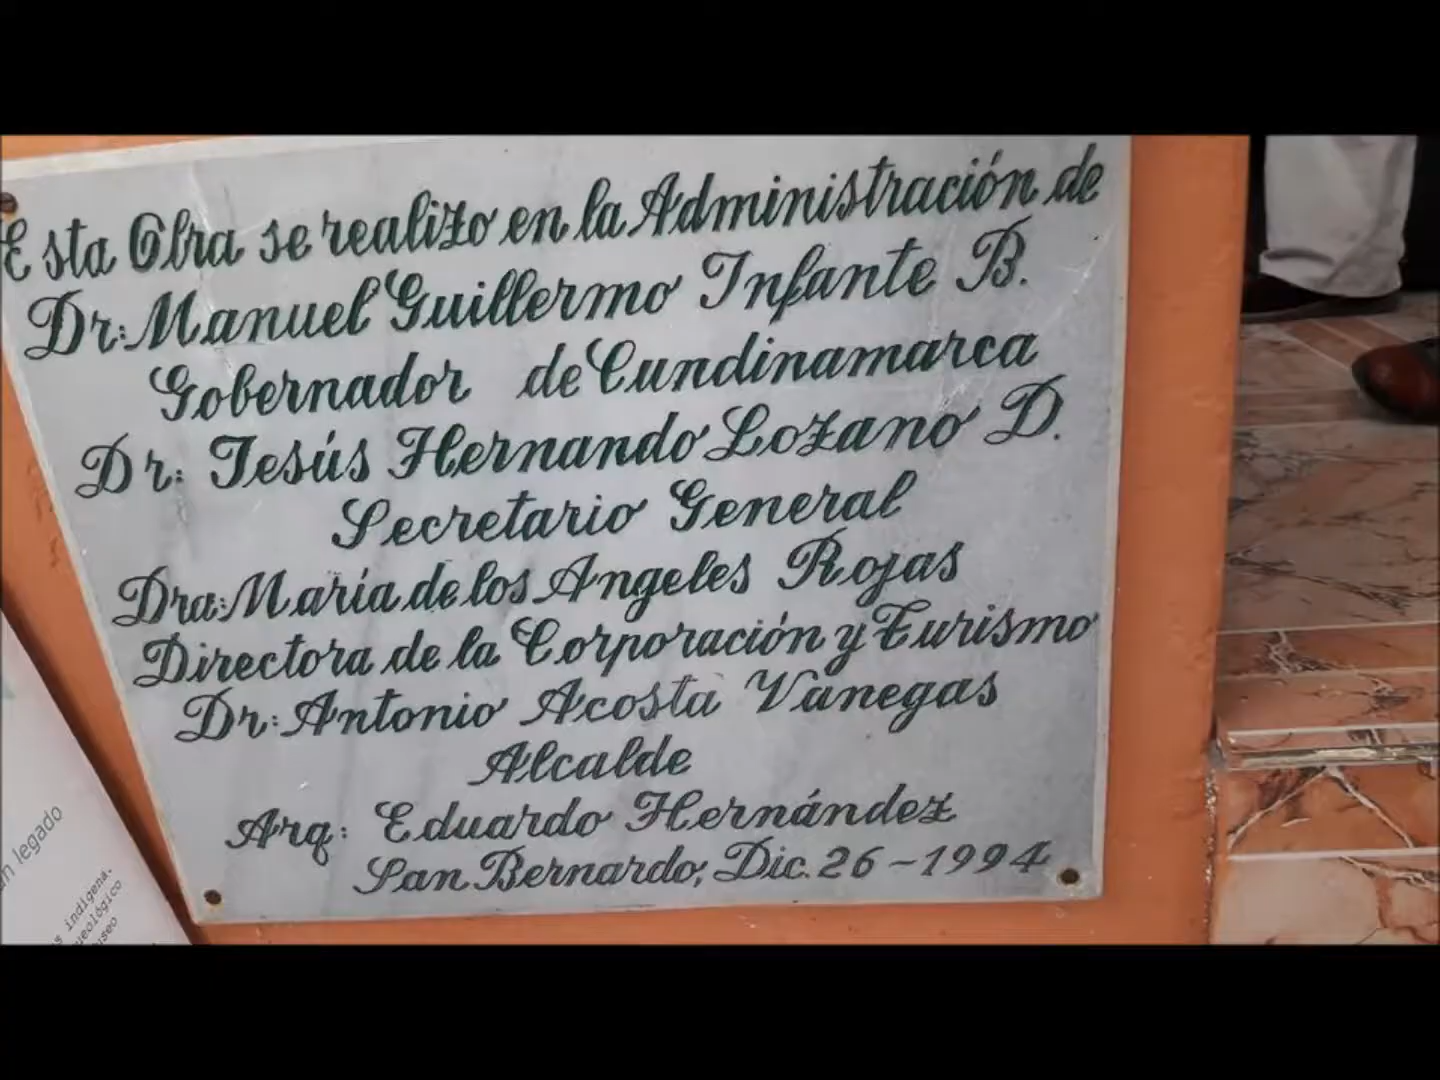 Esta Obra se realizo en la Administración de
Dr: Manuel Guillermo Infante B.
Gobernador de Cundinamarca
Dr: Jesús Hernando Lozano D.
Secretario General
Dra: María de los Angeles Rojas
Directora de la Corporación y Turismo
Dr: Antonio Acosta Vanegas
Alcalde
Arq: Eduardo Hernández
San Bernardo, Dic. 26 - 1994
legado
indígena.